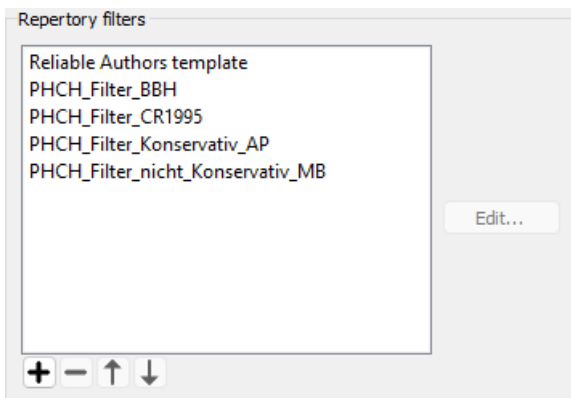 Repertory filters
Reliable Authors template
PHCH_Filter_BBH
PHCH_Filter_CR1995
PHCH_Filter_Konservativ_AP
PHCH_Filter_nicht_Konservativ_MB
Edit...